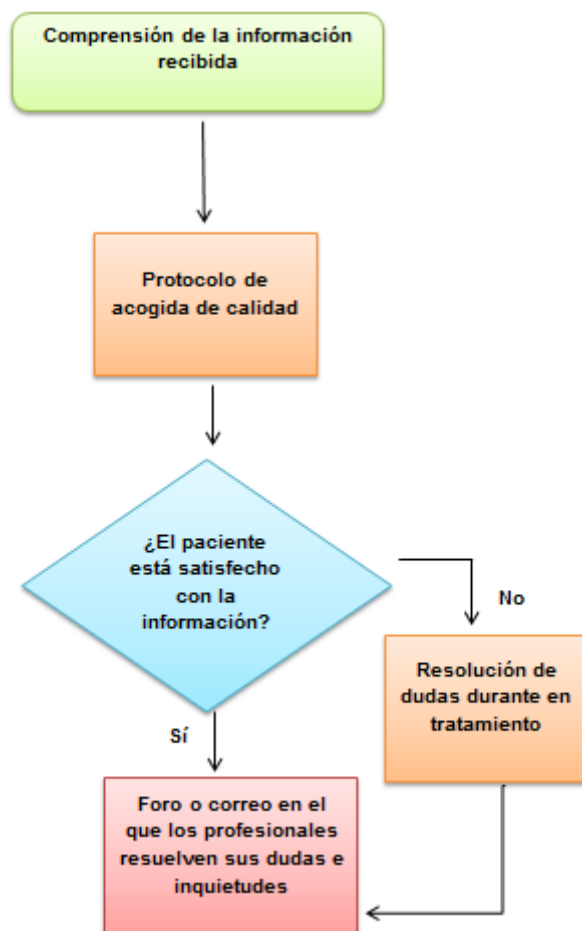 Comprensión de la información
recibida
Protocolo de
acogida de calidad
¿El paciente
está satisfecho
con la
información?
No
Resolución de
dudas durante en
tratamiento
Sí
Foro o correo en el
que los profesionales
resuelven sus dudas e
inquietudes